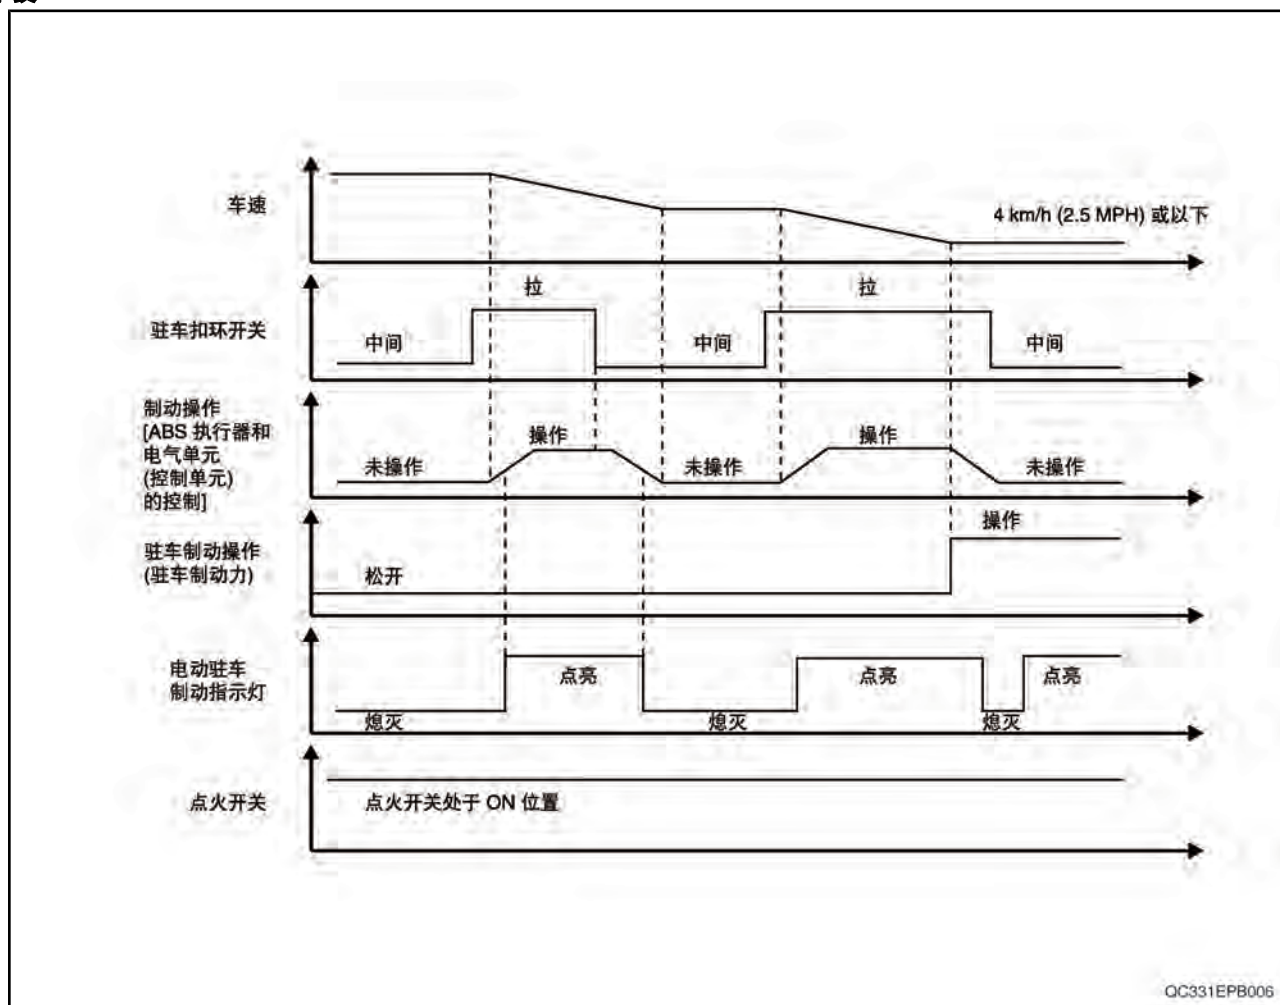 车速
4 km/h (2.5 MPH) 或以下
拉
拉
驻车扣环开关
中间
中间
中间
制动操作
[ABS 执行器和
电气单元
(控制单元)
的控制]
操作
操作
未操作
未操作
未操作
操作
驻车制动操作
(驻车制动力)
松开
电动驻车
制动指示灯
点亮
点亮
点亮
熄灭
熄灭
熄灭
点火开关
点火开关处于 ON 位置
QC331EPB006